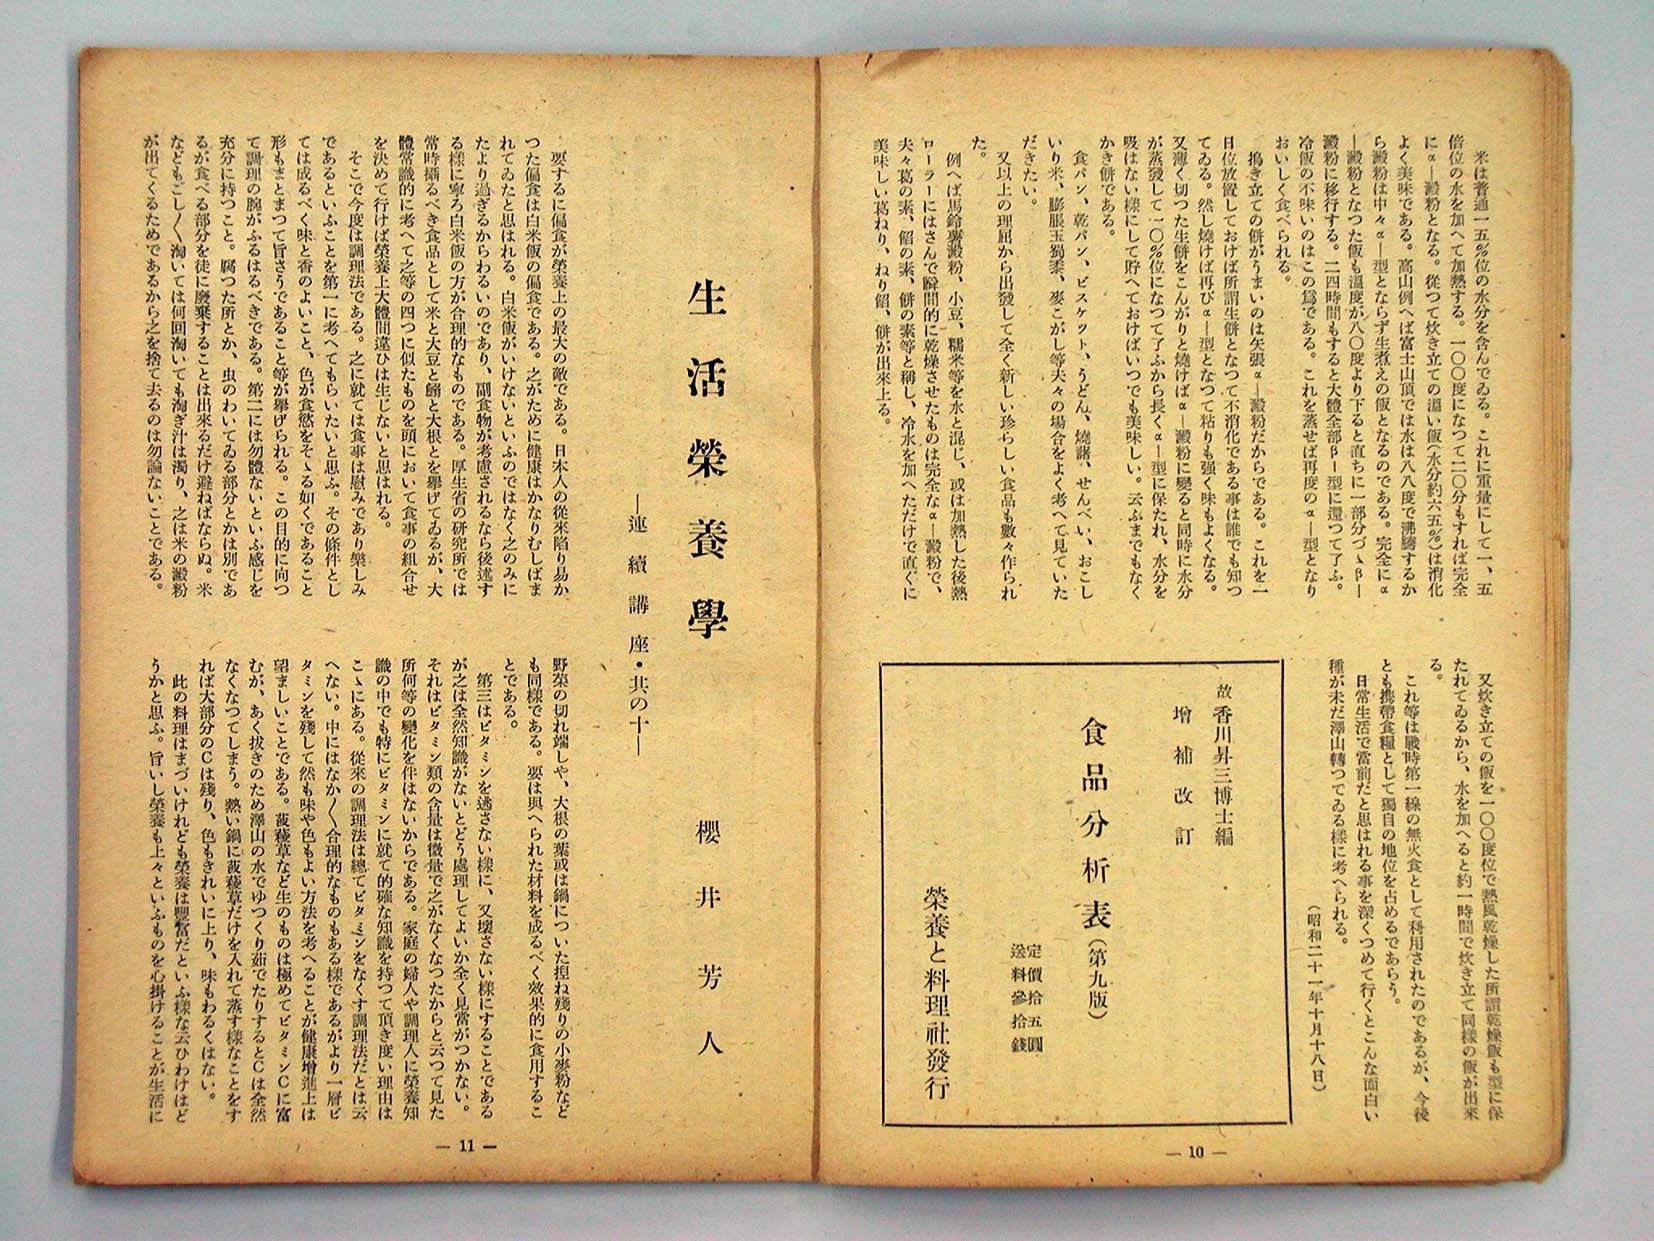 米は普通一五%位の水分を含んでゐる。これに重量にして一、五
倍位の水を加へて加熱する。一〇〇度になつて二〇分もすれば完全
にα—澱粉となる。從つて炊き立ての溫い飯(水分約六五%)は消化
よく美味である。高山例へば富士山頂では水は八八度で沸騰するか
ら澱粉は中々α—型とならず生煮えの飯となるのである。完全にα
—澱粉となつた飯も溫度が八〇度より下ると直ちに一部分づゝβ—
澱粉に移行する。二四時間もすると大體全部β—型に還つて了ふ。
冷飯の不味いのはこの爲である。これを蒸せば再度のα—型となり
おいしく食べられる。
搗き立ての餅がうまいのは矢張α—澱粉だからである。これを一
日位放置しておけば所謂生餅となつて不消化である事は誰でも知つ
てゐる。然し燒けば再びα—型となつて粘りも强く味もよくなる。
又薄く切つた生餅をこんがりと燒けばα—澱粉に變ると同時に水分
が蒸發して一〇%位になつて了ふから長くα—型に保たれ、水分を
吸はない樣にして貯へておけばいつでも美味しい。云ふまでもなく
かき餅である。
食パン、乾パン、ビスケツト、うどん、燒諸、せんべい、おこし
いり米、膨脹玉蜀黍、麥こがし等夫々の場合をよく考へて見ていた
だきたい。
又以上の理屈から出發して全く新しい珍らしい食品も數々作られ
た。
例へば馬鈴薯澱粉、小豆、糯米等を水と混じ、或は加熱した後熱
ローラーにはさんで瞬間的に乾燥させたものは完全なα—澱粉で、
夫々葛の素、餡の素、餅の素等と稱し、冷水を加へただけで直ぐに
美味しい葛ねり、ねり餡、餅が出來上る。
又炊き立ての飯を一〇〇度位で熱風乾燥した所謂乾燥飯も型に保
たれてゐるから、水を加へると約一時間で炊き立て同樣の飯が出來
る。
これ等は戰時第一線の無火食として利用されたのであるが、今後
とも携帶食糧として獨自の地位を占めるであらう。
日常生活で當前だと思はれる事を深くつめて行くとこんな面白い
種が未だ澤山轉つてゐる樣に考へられる。
(昭和二十一年十月十八日)
故香川昇三博士編
增補改訂
食品分析表(第九版)
定價拾五圓
送料參拾錢
榮養と料理社發行
— 10 —
生活榮養學
—連續講座・共の十—
櫻井芳人
要するに偏食が榮養上の最大の敵である。日本人の從來陷り易か
つた偏食は白米飯の偏食である。之がために健康はかなりむしばま
れてゐたと思はれる。白米飯がいけないといふのではなく之のみに
たより過ぎるからわるいのであり、副食物が考慮されるなら後述す
る樣に寧ろ白米飯の方が合理的なものである。厚生省の研究所では
常時攝るべき食品として米と大豆と鰯と大根とを擧げてゐるが、大
體常識的に考へて之等の四つに似たものを頭において食事の組合せ
を決めて行けば榮養上大體間違ひは生じないと思はれる。
そこで今度は調理法である。之に就ては食事は慰みであり樂しみ
であるといふことを第一に考へてもらいたいと思ふ。その條件とし
ては成るべく味と香のよいこと、色が食慾をそゝる如くであること
形もまとまつて旨さうであること等が擧げられる。この目的に向つ
て調理の腕がふるはるべきである。第二には勿體ないといふ感じを
充分に持つこと。腐つた所とか、虫のわいてゐる部分とかは別であ
るが食べる部分を徒に廢棄することは出來るだけ避ねばならぬ。米
などもごし〳〵淘いては何回淘いても淘ぎ汁は濁り、之は米の澱粉
が出てくるためであるから之を捨て去るのは勿論ないことである。
野菜の切れ端しや、大根の葉或は鍋についた捏ね殘りの小麥粉など
も同樣である。要は與へられた材料を成るべく效果的に食用するこ
とである。
第三はビタミンを逃さない樣に、又壞さない樣にすることである
が之は全然知識がないとどう處理してよいか全く見當がつかない。
それはビタミン類の含量は微量で之がなくなつたからと云つて見た
所何等の變化を件はないからである。家庭の婦人や調理人に榮養知
識の中でも特にビタミンに就て的確な知識を持つて頂き度い理由は
こゝにある。從來の調理法は總てビタミンをなくす調理法だとは云
へない。中にはなか〳〵合理的なものもある樣であるがより一層ビ
タミンを殘して然も味や色もよい方法を考へることが健康增進上は
望ましいことである。菠薐草など生のものは極めてビタミンCに富
むが、あく拔きのため澤山の水でゆつくり茹でたりするとCは全然
なくなつてしまう。熱い鍋に菠薐草だけを入れて蒸す樣なことをす
れば大部分のCは殘り、色もきれいに上り、味もわるくはない。
此の料理はまづいけれども榮養は豐富だといふ樣な云ひわけはど
うかと思ふ。旨いし榮養も上々といふものを心掛けることが生活に
— 11 —